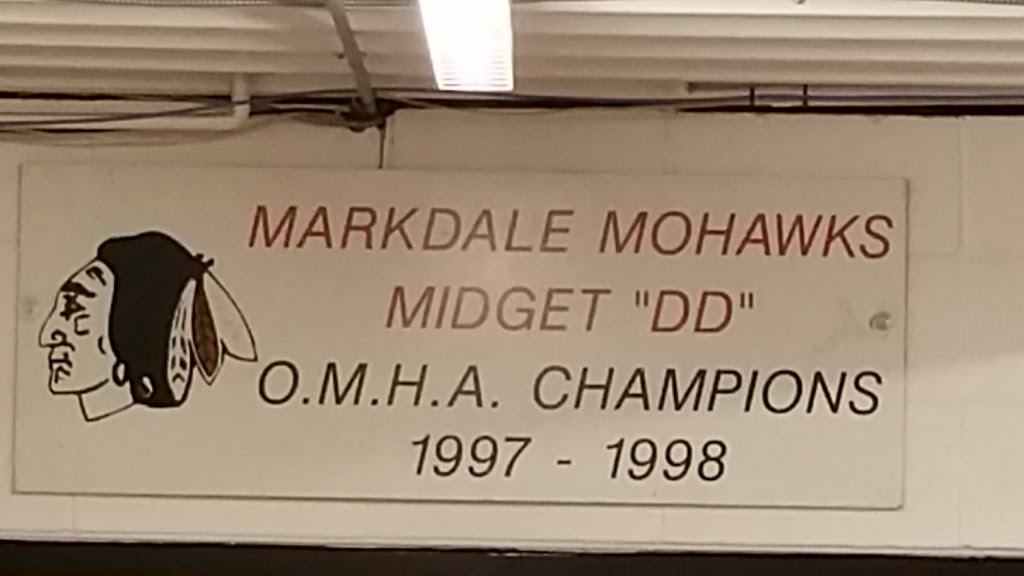 MARKDALE MOHAWKS
MIDGET "DD"
O.M.H.A. CHAMPIONS
1997 - 1998